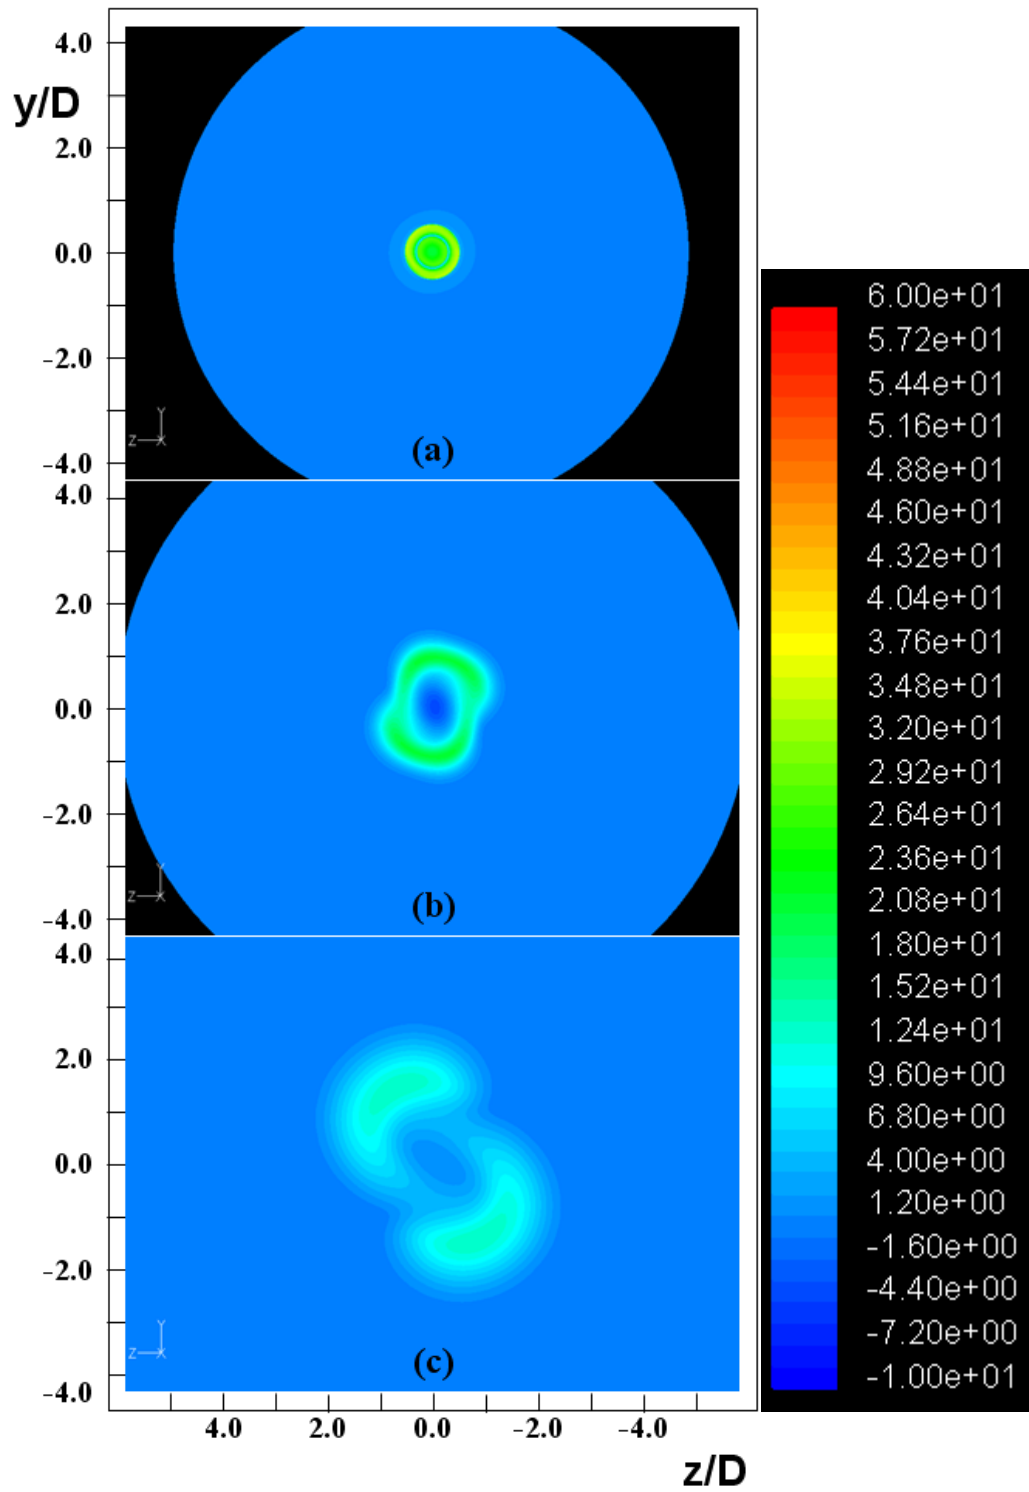 4.0
y/D
2.0
0.0
-2.0
-4.0
Y
Z X
(a)
4.0
2.0
0.0
-2.0
-4.0
Y
Z X
(b)
4.0
2.0
0.0
-2.0
-4.0
Y
Z X
(c)
4.0 2.0 0.0 -2.0 -4.0
z/D
6.00e+01
5.72e+01
5.44e+01
5.16e+01
4.88e+01
4.60e+01
4.32e+01
4.04e+01
3.76e+01
3.48e+01
3.20e+01
2.92e+01
2.64e+01
2.36e+01
2.08e+01
1.80e+01
1.52e+01
1.24e+01
9.60e+00
6.80e+00
4.00e+00
1.20e+00
-1.60e+00
-4.40e+00
-7.20e+00
-1.00e+01